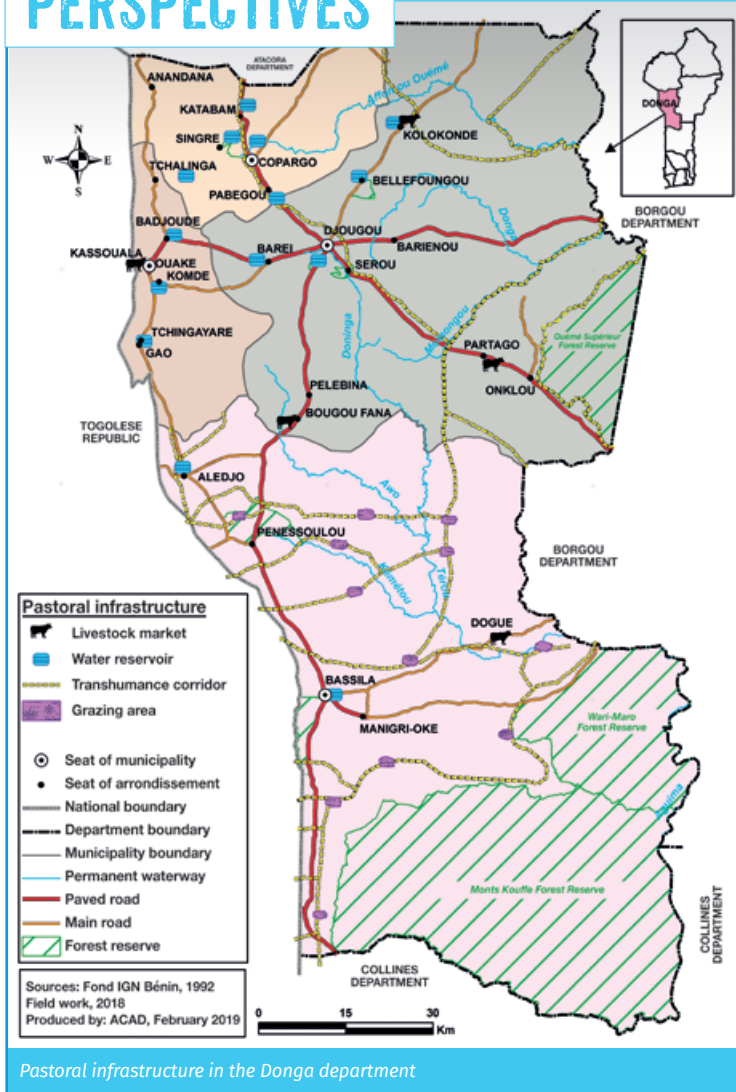 PERSPECTIVES
ATACORA
DEPARTMENT
ANANDANA
KATABAM
Affon ou Ouémé
SINGRE
KOLOKONDE
COPARGO
N
W
E
S
TCHALINGA
BELLEFOUNGOU
PABEGOU
DONGA
BORGOU
DEPARTMENT
BADJOUDE
DJOUGOU
Donga
KASSOUALA
BAREI
BARIENOU
OUAKE
SEROU
KOMDE
TCHINGAYARE
GAO
Doninga
PARTAGO
Ouémé Supérieur
Forest Reserve
ONKLOU
PELEBINA
BOUGOU FANA
TOGOLESE
REPUBLIC
ALEDJO
Awo
PENESSOULOU
BORGOU
DEPARTMENT
Kémétou
Térou
DOGUE
BASSILA
MANIGRI-OKE
Wari-Maro
Forest Reserve
Monts Kouffe Forest Reserve
COLLINES
DEPARTMENT
COLLINES
DEPARTMENT
Pastoral infrastructure
Livestock market
Water reservoir
Transhumance corridor
Grazing area
Seat of municipality
Seat of arrondissement
National boundary
Department boundary
Municipality boundary
Permanent waterway
Paved road
Main road
Forest reserve
Sources: Fond IGN Bénin, 1992
Field work, 2018
Produced by: ACAD, February 2019
0 15 30
Km
Pastoral infrastructure in the Donga department